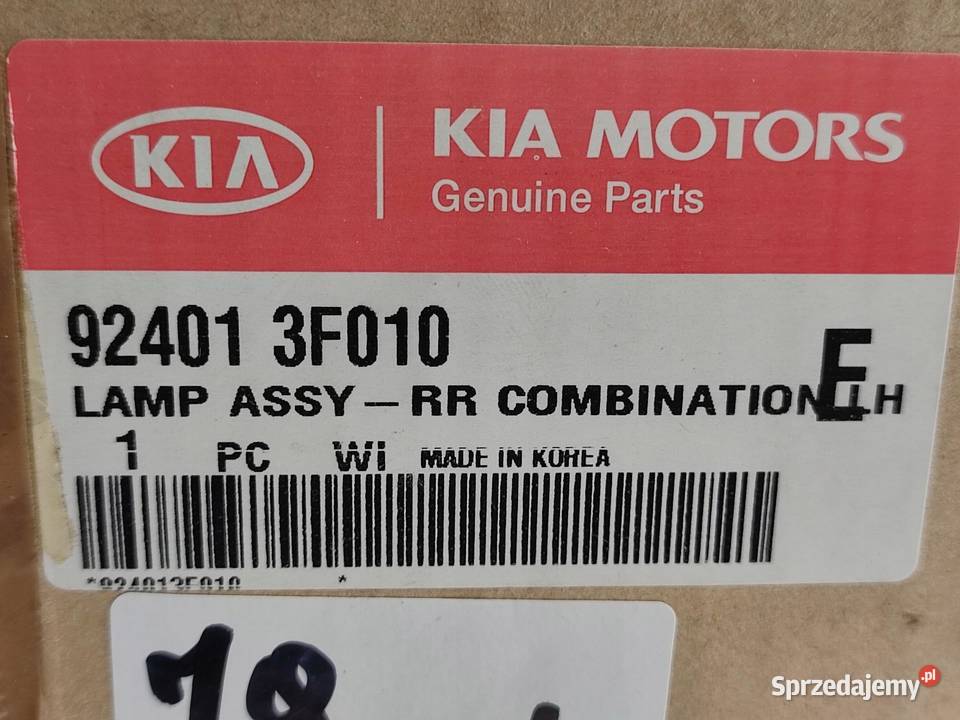 KIA
KIA MOTORS
Genuine Parts
92401 3F010
E
LAMP ASSY-RR COMBINATION,LH
1 PC WI MADE IN KOREA
*924013F010 *
78
Sprzedajemy.pl